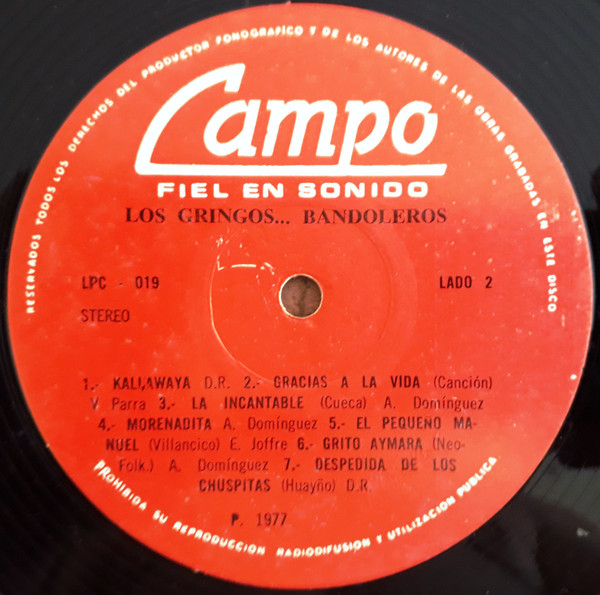 RESERVADOS TODOS LOS DERECHOS DEL PRODUCTOR FONOGRAFICO Y DE LOS AUTORES DE LAS OBRAS GRABADAS EN ESTE DISCO
Campo
FIEL EN SONIDO
LOS GRINGOS... BANDOLEROS
LPC - 019
LADO 2
STEREO
1.- KALLAWAYA D.R. 2.- GRACIAS A LA VIDA (Canción)
V Parra 3.- LA INCANTABLE (Cueca) A. Domínguez
4.- MORENADITA A. Domínguez 5.- EL PEQUEÑO MA-
NUEL (Villancico) E. Joffre 6.- GRITO AYMARA (Neo-
Folk.) A. Domínguez 7.- DESPEDIDA DE LOS
CHUSPITAS (Huayño) D.R.
P. 1977
PROHIBIDA SU REPRODUCCION RADIODIFUSION Y UTILIZACION PUBLICA